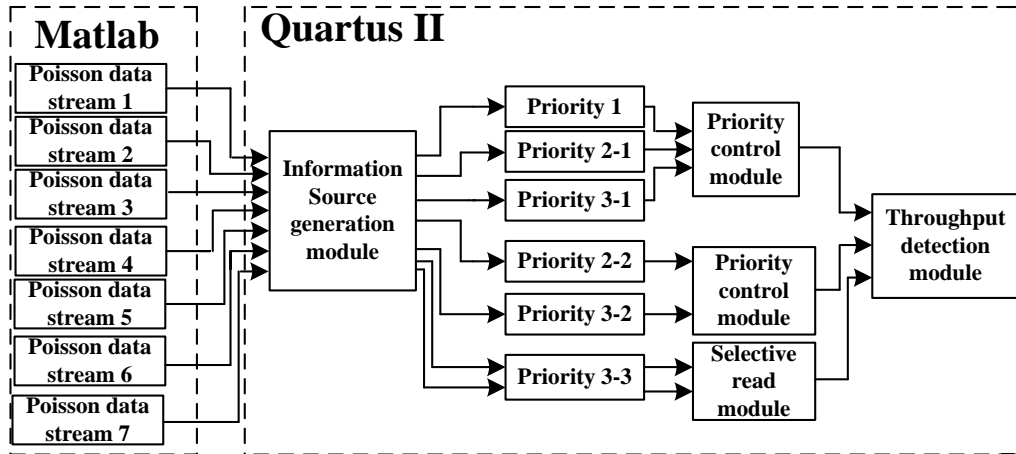 Matlab
Poisson data
stream 1
Poisson data
stream 2
Poisson data
stream 3
Poisson data
stream 4
Poisson data
stream 5
Poisson data
stream 6
Poisson data
stream 7
Quartus II
Information
Source
generation
module
Priority 1
Priority 2-1
Priority 3-1
Priority 2-2
Priority 3-2
Priority 3-3
Priority
control
module
Priority
control
module
Selective
read
module
Throughput
detection
module